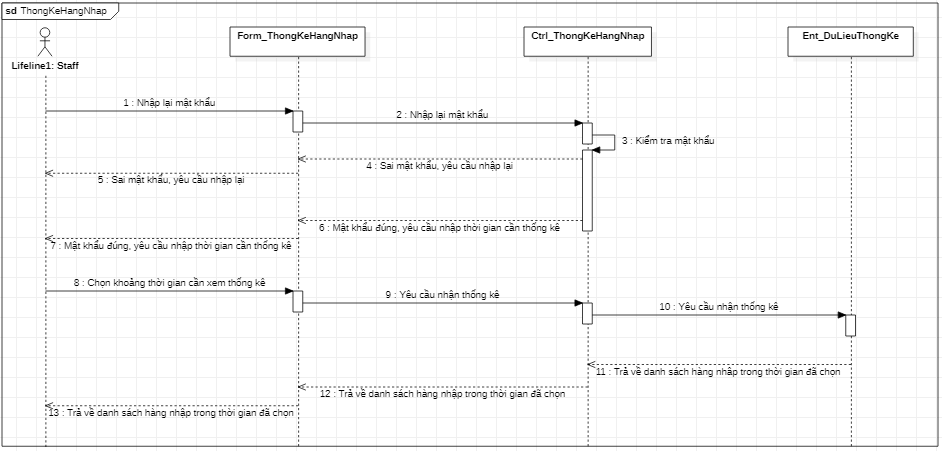 sd ThongKeHangNhap
Form_ThongKeHangNhap
Ctrl_ThongKeHangNhap
Ent_DuLieuThongKe
Lifeline1: Staff
1 : Nhập lại mật khẩu
2 : Nhập lại mật khẩu
3 : Kiểm tra mật khẩu
4 : Sai mật khẩu, yêu cầu nhập lại
5 : Sai mật khẩu, yêu cầu nhập lại
6 : Mật khẩu đúng, yêu cầu nhập thời gian cần thống kê
7 : Mật khẩu đúng, yêu cầu nhập thời gian cần thống kê
8 : Chọn khoảng thời gian cần xem thống kê
9 : Yêu cầu nhận thống kê
10 : Yêu cầu nhận thống kê
11 : Trả về danh sách hàng nhập trong thời gian đã chọn
12 : Trả về danh sách hàng nhập trong thời gian đã chọn
13 : Trả về danh sách hàng nhập trong thời gian đã chọn